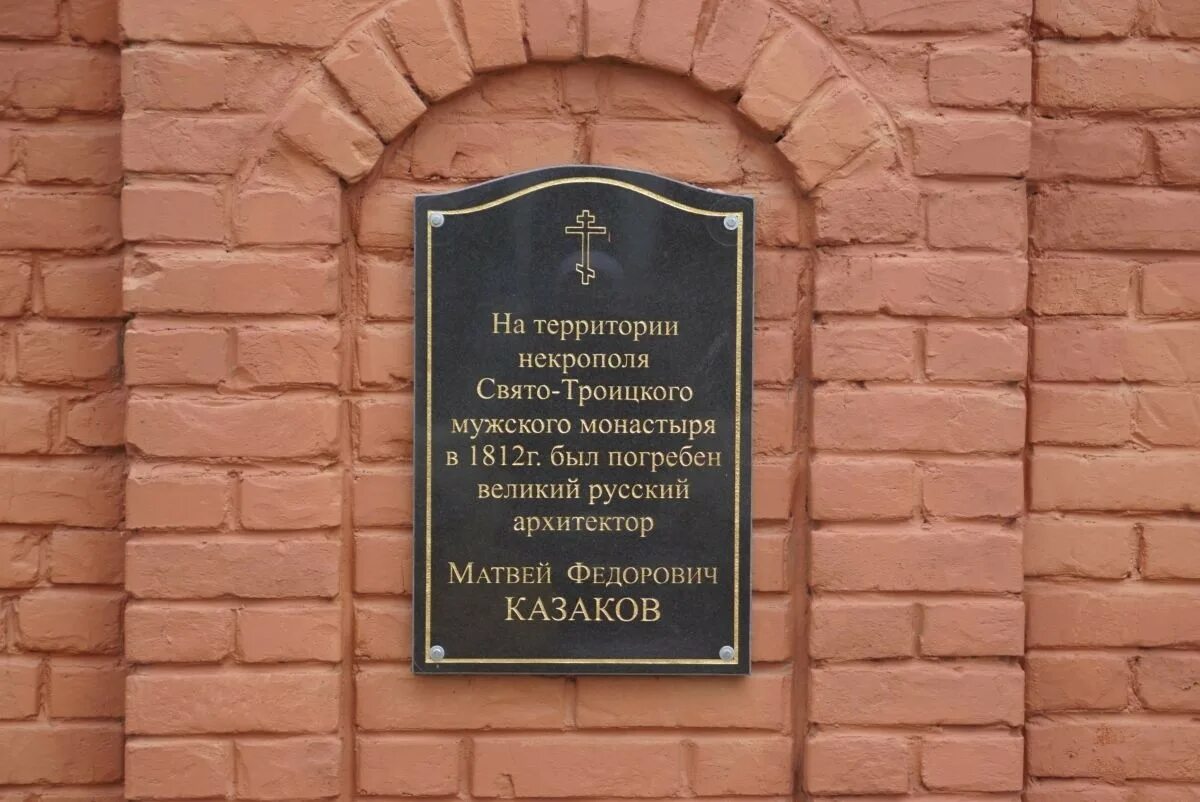 На территории
некрополя
Свято-Троицкого
мужского монастыря
в 1812г. был погребен
великий русский
архитектор
Матвей Федорович
КАЗАКОВ